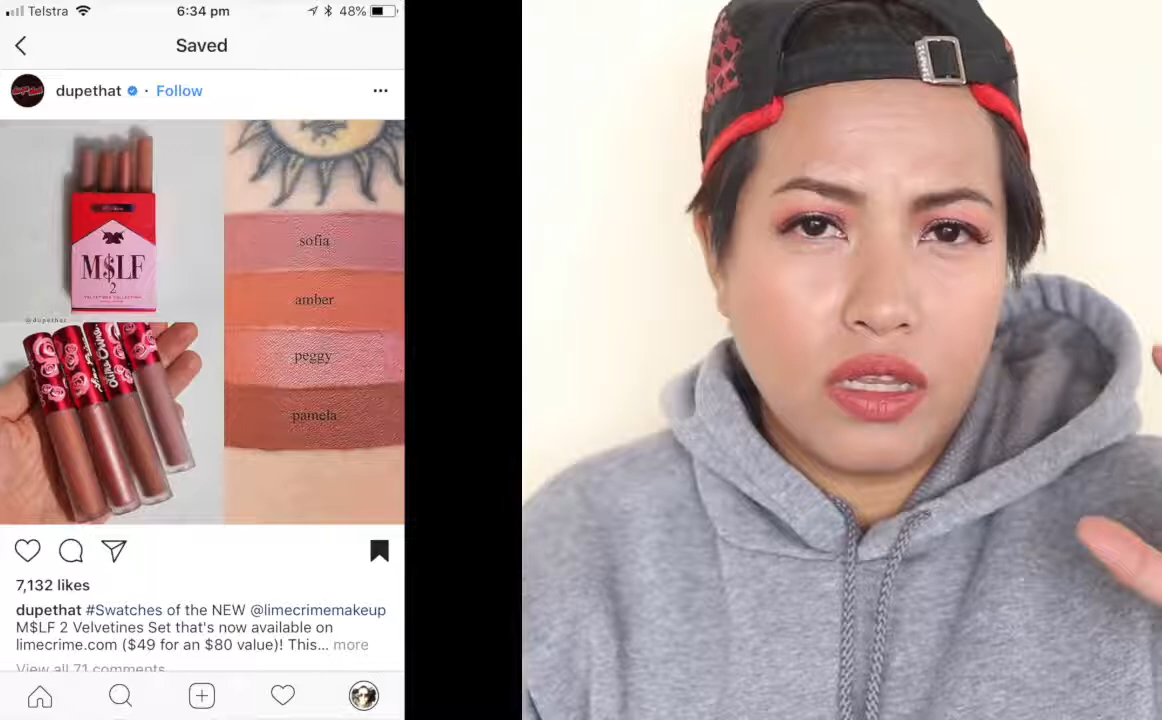 Telstra 6:34 pm 48%
Saved
dupethat · Follow
M$LF
2
VELVETINES COLLECTION
@dupethat
sofia
amber
peggy
pamela
7,132 likes
dupethat #Swatches of the NEW @limecrimemakeup
M$LF 2 Velvetines Set that's now available on
limecrime.com ($49 for an $80 value)! This... more
View all 71 comments